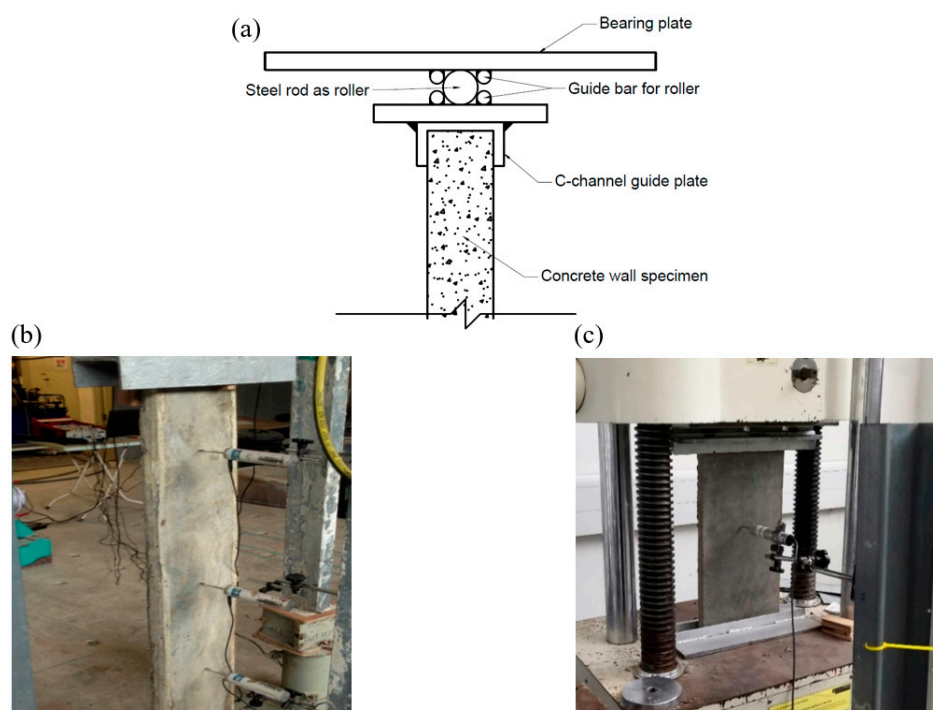 (a)
Bearing plate
Steel rod as roller
Guide bar for roller
C-channel guide plate
Concrete wall specimen
(b)
(c)